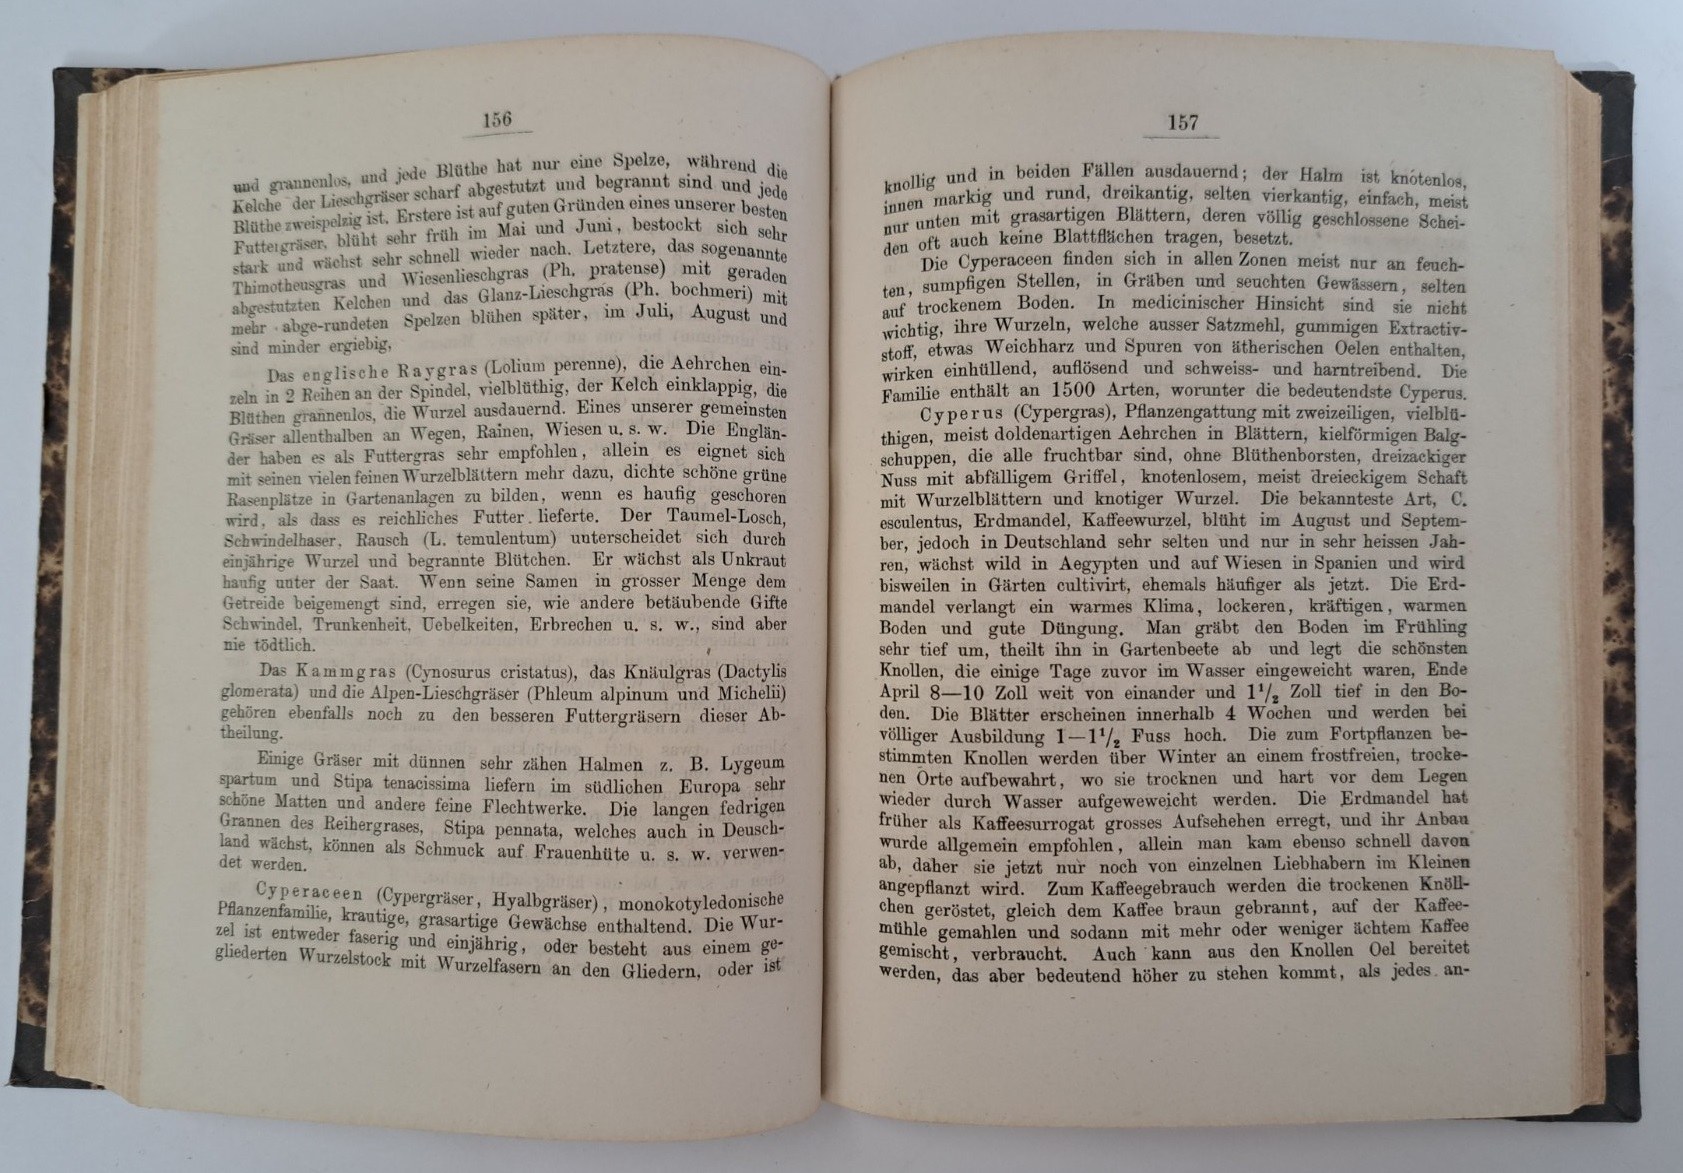 156
und grannenlos, und jede Blüthe hat nur eine Spelze, während die
Kelche der Lieschgräser scharf abgestutzt und begrannt sind und jede
Blüthe zweispelzig ist. Erstere ist auf guten Gründen eines unserer besten
Futtergräser, blüht sehr früh im Mai und Juni, bestockt sich sehr
stark und wächst sehr schnell wieder nach. Letztere, das sogenannte
Thimotheusgras und Wiesenlieschgras (Ph. pratense) mit geraden
abgestutzten Kelchen und das Glanz-Lieschgras (Ph. bochmeri) mit
mehr abge-rundeten Spelzen blühen später, im Juli, August und
sind minder ergiebig,
Das englische Raygras (Lolium perenne), die Aehrchen ein-
zeln in 2 Reihen an der Spindel, vielblüthig, der Kelch einklappig, die
Blüthen grannenlos, die Wurzel ausdauernd. Eines unserer gemeinsten
Gräser allenthalben an Wegen, Rainen, Wiesen u. s. w. Die Englän-
der haben es als Futtergras sehr empfohlen, allein es eignet sich
mit seinen vielen feinen Wurzelblättern mehr dazu, dichte schöne grüne
Rasenplätze in Gartenanlagen zu bilden, wenn es haufig geschoren
wird, als dass es reichliches Futter lieferte. Der Taumel-Losch,
Schwindelhaser, Rausch (L. temulentum) unterscheidet sich durch
einjährige Wurzel und begrannte Blütchen. Er wächst als Unkraut
haufig unter der Saat. Wenn seine Samen in grosser Menge dem
Getreide beigemengt sind, erregen sie, wie andere betäubende Gifte
Schwindel, Trunkenheit, Uebelkeiten, Erbrechen u. s. w., sind aber
nie tödtlich.
Das Kammgras (Cynosurus cristatus), das Knäulgras (Dactylis
glomerata) und die Alpen-Lieschgräser (Phleum alpinum und Michelii)
gehören ebenfalls noch zu den besseren Futtergräsern dieser Ab-
theilung.
Einige Gräser mit dünnen sehr zähen Halmen z. B. Lygeum
spartum und Stipa tenacissima liefern im südlichen Europa sehr
schöne Matten und andere feine Flechtwerke. Die langen fedrigen
Grannen des Reihergrases, Stipa pennata, welches auch in Deusch-
land wächst, können als Schmuck auf Frauenhüte u. s. w. verwen-
det werden.
Cyperaceen (Cypergräser, Hyalbgräser), monokotyledonische
Pflanzenfamilie, krautige, grasartige Gewächse enthaltend. Die Wur-
zel ist entweder faserig und einjährig, oder besteht aus einem ge-
gliederten Wurzelstock mit Wurzelfasern an den Gliedern, oder ist
157
knollig und in beiden Fällen ausdauernd; der Halm ist knotenlos,
innen markig und rund, dreikantig, selten vierkantig, einfach, meist
nur unten mit grasartigen Blättern, deren völlig geschlossene Schei-
den oft auch keine Blattflächen tragen, besetzt.
Die Cyperaceen finden sich in allen Zonen meist nur an feuch-
ten, sumpfigen Stellen, in Gräben und seuchten Gewässern, selten
auf trockenem Boden. In medicinischer Hinsicht sind sie nicht
wichtig, ihre Wurzeln, welche ausser Satzmehl, gummigen Extractiv-
stoff, etwas Weichharz und Spuren von ätherischen Oelen enthalten,
wirken einhüllend, auflösend und schweiss- und harntreibend. Die
Familie enthält an 1500 Arten, worunter die bedeutendste Cyperus.
Cyperus (Cypergras), Pflanzengattung mit zweizeiligen, vielblü-
thigen, meist doldenartigen Aehrchen in Blättern, kielförmigen Balg-
schuppen, die alle fruchtbar sind, ohne Blüthenborsten, dreizackiger
Nuss mit abfälligem Griffel, knotenlosem, meist dreieckigem Schaft
mit Wurzelblättern und knotiger Wurzel. Die bekannteste Art, C.
esculentus, Erdmandel, Kaffeewurzel, blüht im August und Septem-
ber, jedoch in Deutschland sehr selten und nur in sehr heissen Jah-
ren, wächst wild in Aegypten und auf Wiesen in Spanien und wird
bisweilen in Gärten cultivirt, ehemals häufiger als jetzt. Die Erd-
mandel verlangt ein warmes Klima, lockeren, kräftigen, warmen
Boden und gute Düngung. Man gräbt den Boden im Frühling
sehr tief um, theilt ihn in Gartenbeete ab und legt die schönsten
Knollen, die einige Tage zuvor im Wasser eingeweicht waren, Ende
April 8—10 Zoll weit von einander und 1½ Zoll tief in den Bo-
den. Die Blätter erscheinen innerhalb 4 Wochen und werden bei
völliger Ausbildung 1—1½ Fuss hoch. Die zum Fortpflanzen be-
stimmten Knollen werden über Winter an einem frostfreien, trocke-
nen Orte aufbewahrt, wo sie trocknen und hart vor dem Legen
wieder durch Wasser aufgeweweicht werden. Die Erdmandel hat
früher als Kaffeesurrogat grosses Aufsehehen erregt, und ihr Anbau
wurde allgemein empfohlen, allein man kam ebenso schnell davon
ab, daher sie jetzt nur noch von einzelnen Liebhabern im Kleinen
angepflanzt wird. Zum Kaffeegebrauch werden die trockenen Knöll-
chen geröstet, gleich dem Kaffee braun gebrannt, auf der Kaffee-
mühle gemahlen und sodann mit mehr oder weniger ächtem Kaffee
gemischt, verbraucht. Auch kann aus den Knollen Oel bereitet
werden, das aber bedeutend höher zu stehen kommt, als jedes an-